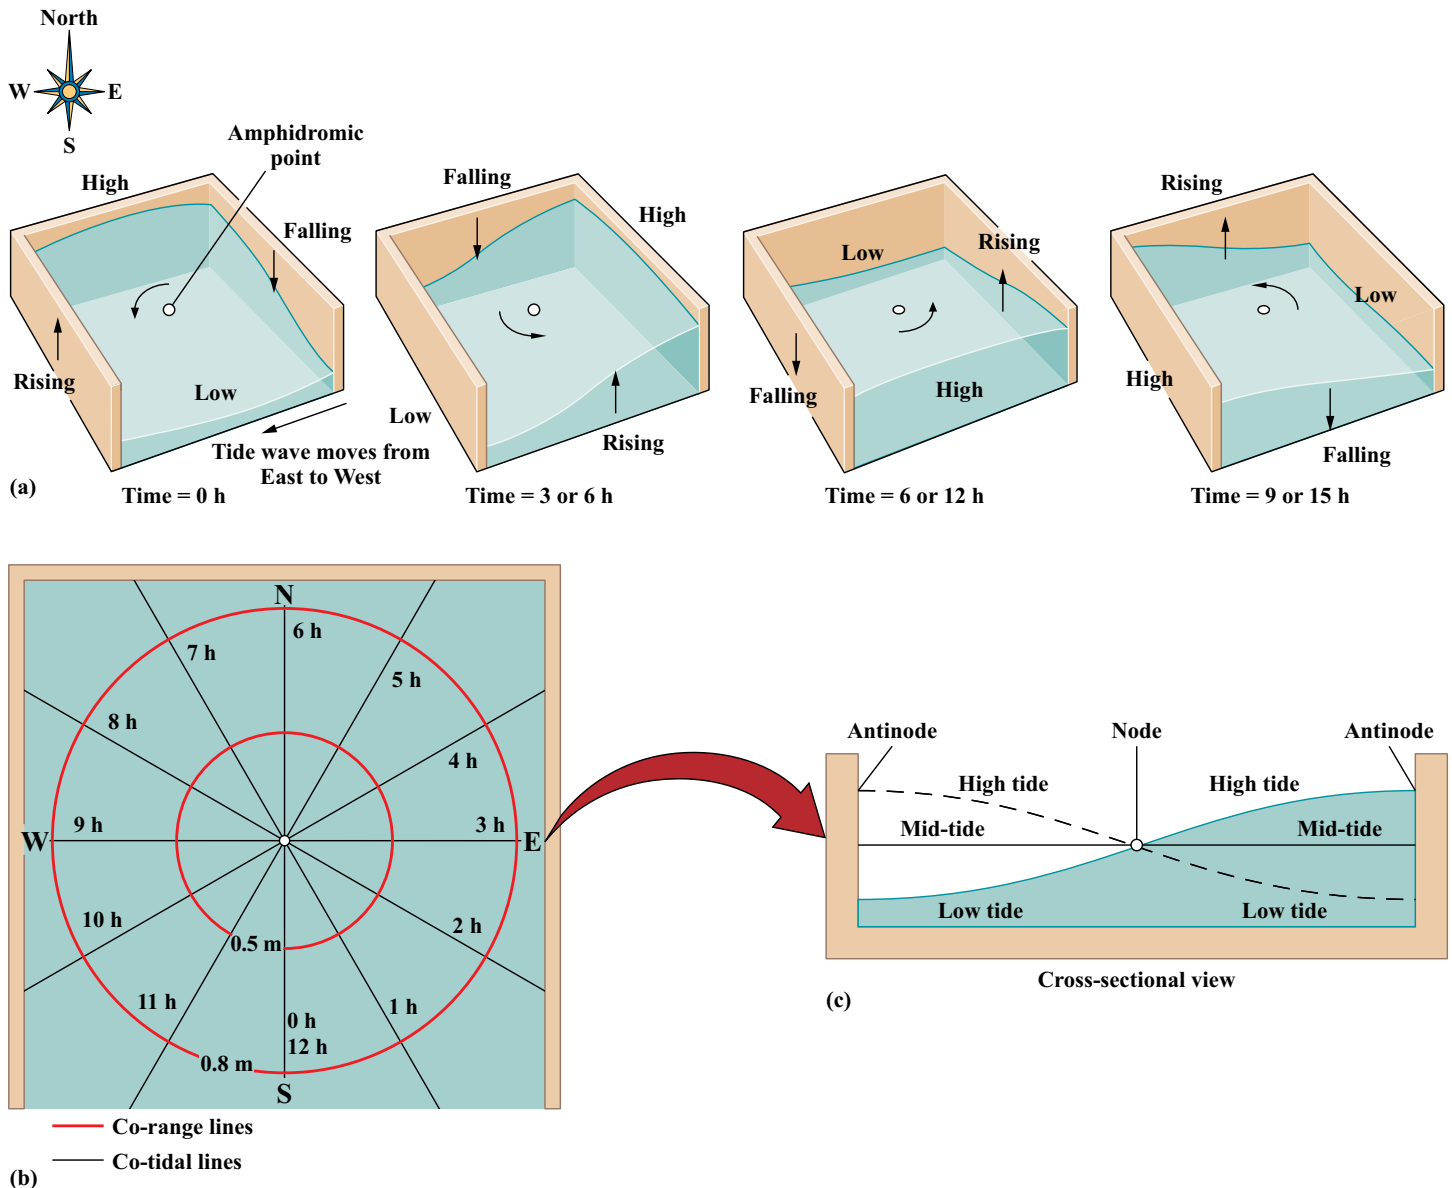 North
W
E
S
Amphidromic
point
High
Falling
Rising
Low
Tide wave moves from
East to West
Time = 0 h
Falling
High
Low
Rising
Time = 3 or 6 h
Low
Rising
Falling
High
Time = 6 or 12 h
Rising
Low
High
Falling
Time = 9 or 15 h
(a)
N
6 h
7 h
5 h
8 h
4 h
W
9 h
3 h
E
10 h
2 h
0.5 m
11 h
1 h
0 h
12 h
0.8 m
S
Co-range lines
Co-tidal lines
(b)
Antinode
Node
Antinode
High tide
High tide
Mid-tide
Mid-tide
Low tide
Low tide
Cross-sectional view
(c)